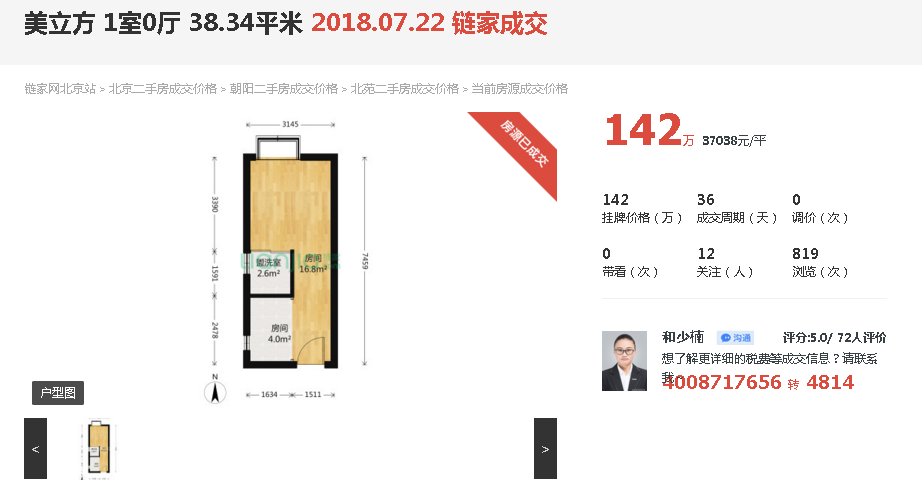 美立方 1室0厅 38.34平米 2018.07.22 链家成交
链家网北京站 > 北京二手房成交价格 > 朝阳二手房成交价格 > 北苑二手房成交价格 > 当前房源成交价格
房源已成交
3145
3390
1591
2478
7459
房间
16.8m²
盥洗室
2.6m²
房间
4.0m²
N
1634
1511
户型图
<
>
142万 37038元/平
142 36 0
挂牌价格（万） 成交周期（天） 调价（次）
0 12 819
带看（次） 关注（人） 浏览（次）
和少楠 沟通 评分:5.0/ 72人评价
想了解更详细的税费等成交信息？请联系
我：
4008717656 转 4814